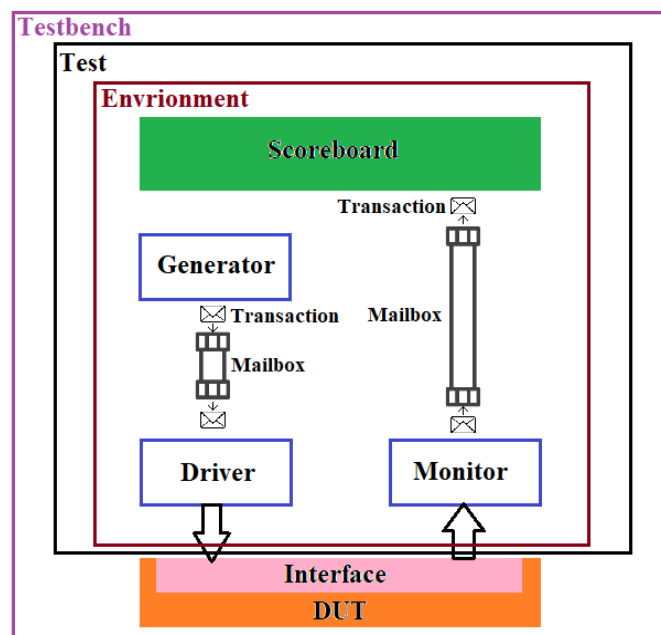 Testbench
Test
Envrionment
Scoreboard
Transaction
Generator
Transaction
Mailbox
Mailbox
Driver
Monitor
Interface
DUT